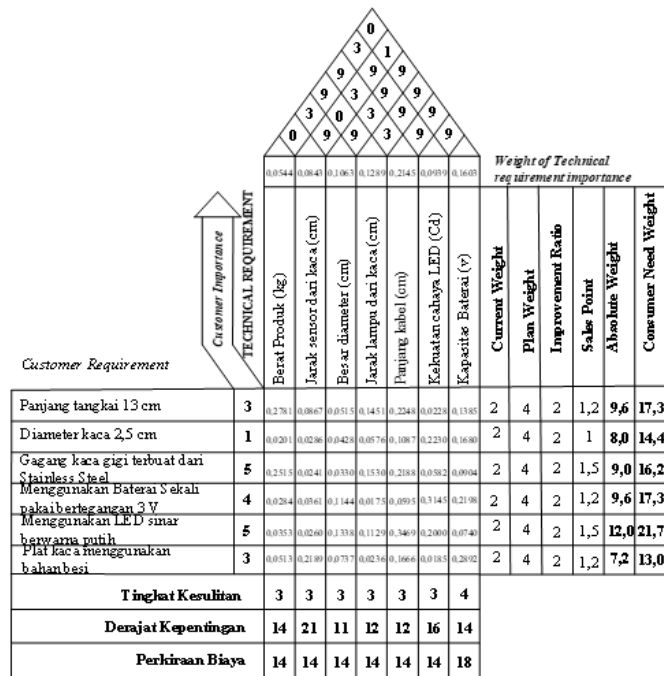 0
3 1
9 9 9
9 3 9 9
3 0 9 9 9
0 9 9 3 9 9
0,0544 0,0843 0,1063 0,1289 0,2145 0,0939 0,1603
Weight of Technical
requirement importance
Customer Importance
TECHNICAL REQUIREMENT
Berat Produk (kg)
Jarak sensor dari kaca (cm)
Besar diameter (cm)
Jarak lampu dari kaca (cm)
Panjang kabel (cm)
Kekuatan cahaya LED (Cd)
Kapasitas Baterai (v)
Current Weight
Plan Weight
Improvement Ratio
Sales Point
Absolute Weight
Consumer Need Weight
Customer Requirement
Panjang tangkai 13 cm 3 0,2781 0,0867 0,0515 0,1451 0,2248 0,0228 0,1385 2 4 2 1,2 9,6 17,3
Diameter kaca 2,5 cm 1 0,0201 0,0286 0,0428 0,0576 0,1087 0,2230 0,1680 2 4 2 1 8,0 14,4
Gagang kaca gigi terbuat dari
Stainless Steel 5 0,2515 0,0241 0,0330 0,1530 0,2188 0,0582 0,0904 2 4 2 1,5 9,0 16,2
Menggunakan Baterai Sekali
pakai bertegangan 3 V 4 0,0284 0,0361 0,1144 0,0175 0,0595 0,3145 0,2198 2 4 2 1,2 9,6 17,3
Menggunakan LED sinar
berwarna putih 5 0,0353 0,0260 0,1338 0,1129 0,3469 0,2000 0,0740 2 4 2 1,5 12,0 21,7
Plat kaca menggunakan
bahan besi 3 0,0513 0,2189 0,0737 0,0236 0,1666 0,0185 0,2892 2 4 2 1,2 7,2 13,0
Tingkat Kesulitan 3 3 3 3 3 3 4
Derajat Kepentingan 14 21 11 12 12 16 14
Perkiraan Biaya 14 14 14 14 14 14 18